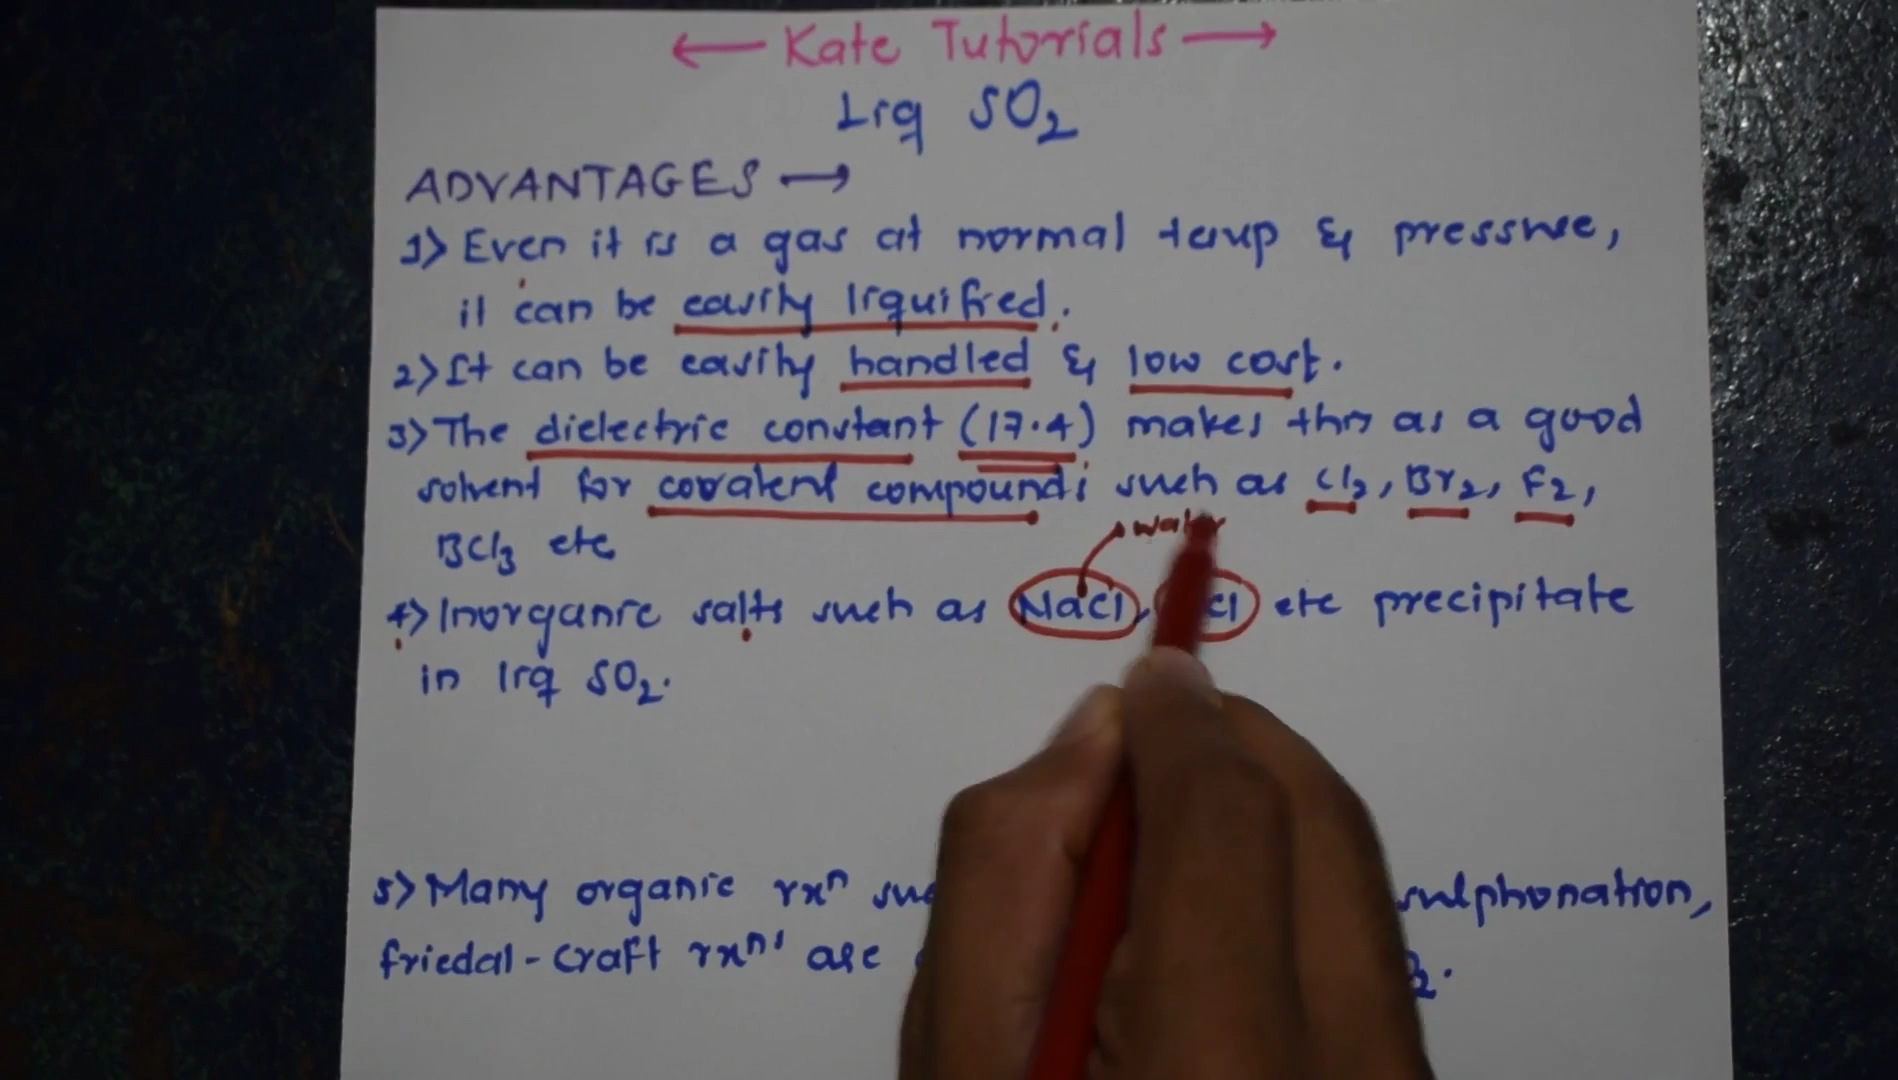 ← Kate Tutorials →
Liq SO2
ADVANTAGES →
1) Even it is a gas at normal temp & pressure,
it can be easily liquified.
2) It can be easily handled & low cost.
3) The dielectric constant (17.4) makes this as a good
solvent for covalent compounds such as Cl2, Br2, F2,
BCl3 etc
water
4) Inorganic salts such as NaCl, etc precipitate
in liq SO2.
5) Many organic rxn sulphonation,
friedal-craft rxns are